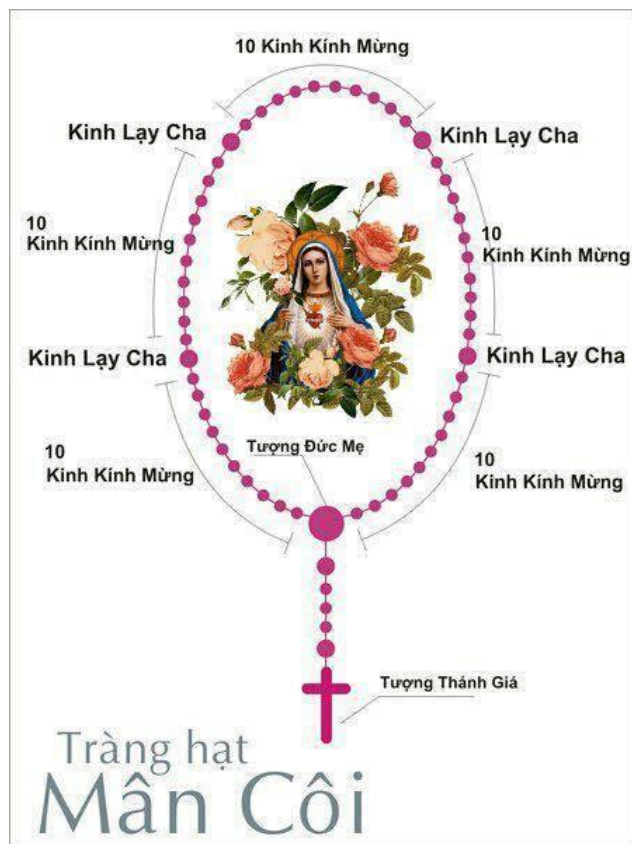 10 Kinh Kính Mừng
Kinh Lạy Cha
Kinh Lạy Cha
10
Kinh Kính Mừng
10
Kinh Kính Mừng
Kinh Lạy Cha
Kinh Lạy Cha
Tượng Đức Mẹ
10
Kinh Kính Mừng
10
Kinh Kính Mừng
Tượng Thánh Giá
Tràng hạt
Mân Côi